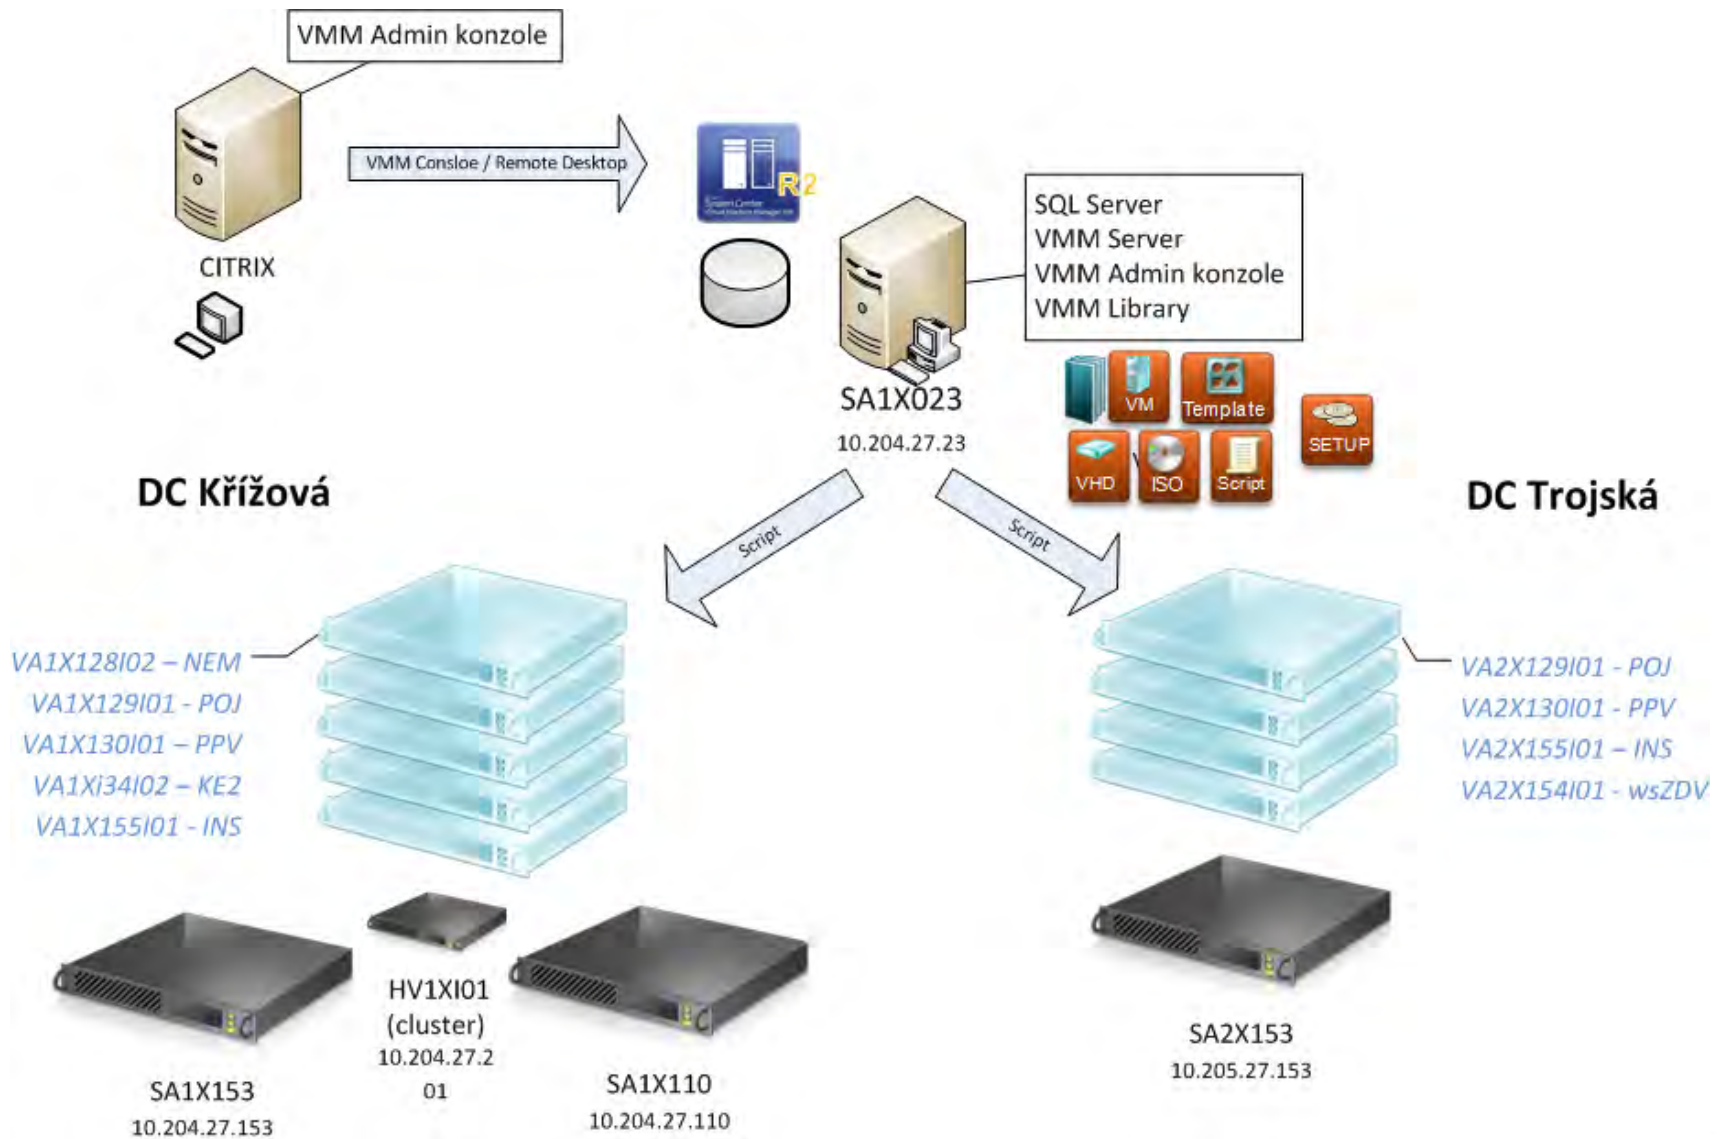 VMM Admin konzole
VMM Consloe / Remote Desktop
R2
System Center
CITRIX
SQL Server
VMM Server
VMM Admin konzole
VMM Library
SA1X023
10.204.27.23
VM
Template
SETUP
VHD
ISO
Script
DC Křížová
DC Trojská
Script
Script
VA1X128I02 – NEM
VA1X129I01 - POJ
VA1X130I01 – PPV
VA1Xi34I02 – KE2
VA1X155I01 - INS
VA2X129I01 - POJ
VA2X130I01 - PPV
VA2X155I01 – INS
VA2X154I01 - wsZDV
HV1XI01
(cluster)
10.204.27.2
01
SA1X153
10.204.27.153
SA1X110
10.204.27.110
SA2X153
10.205.27.153